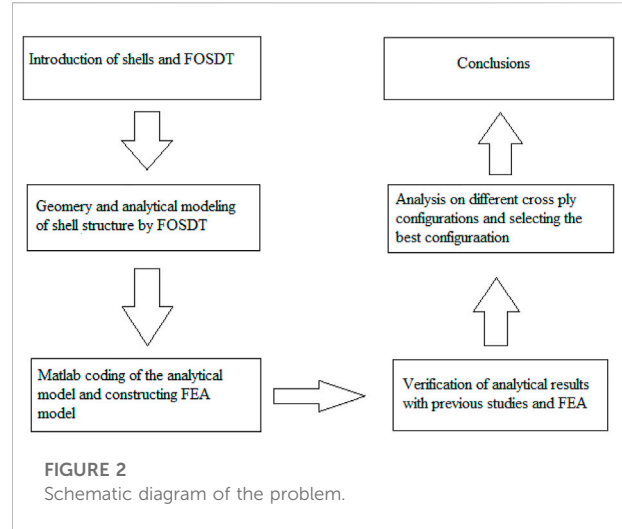 Introduction of shells and FOSDT
Geomery and analytical modeling
of shell structure by FOSDT
Matlab coding of the analytical
model and constructing FEA
model
Verification of analytical results
with previous studies and FEA
Analysis on different cross ply
configurations and selecting the
best configuraation
Conclusions
FIGURE 2
Schematic diagram of the problem.